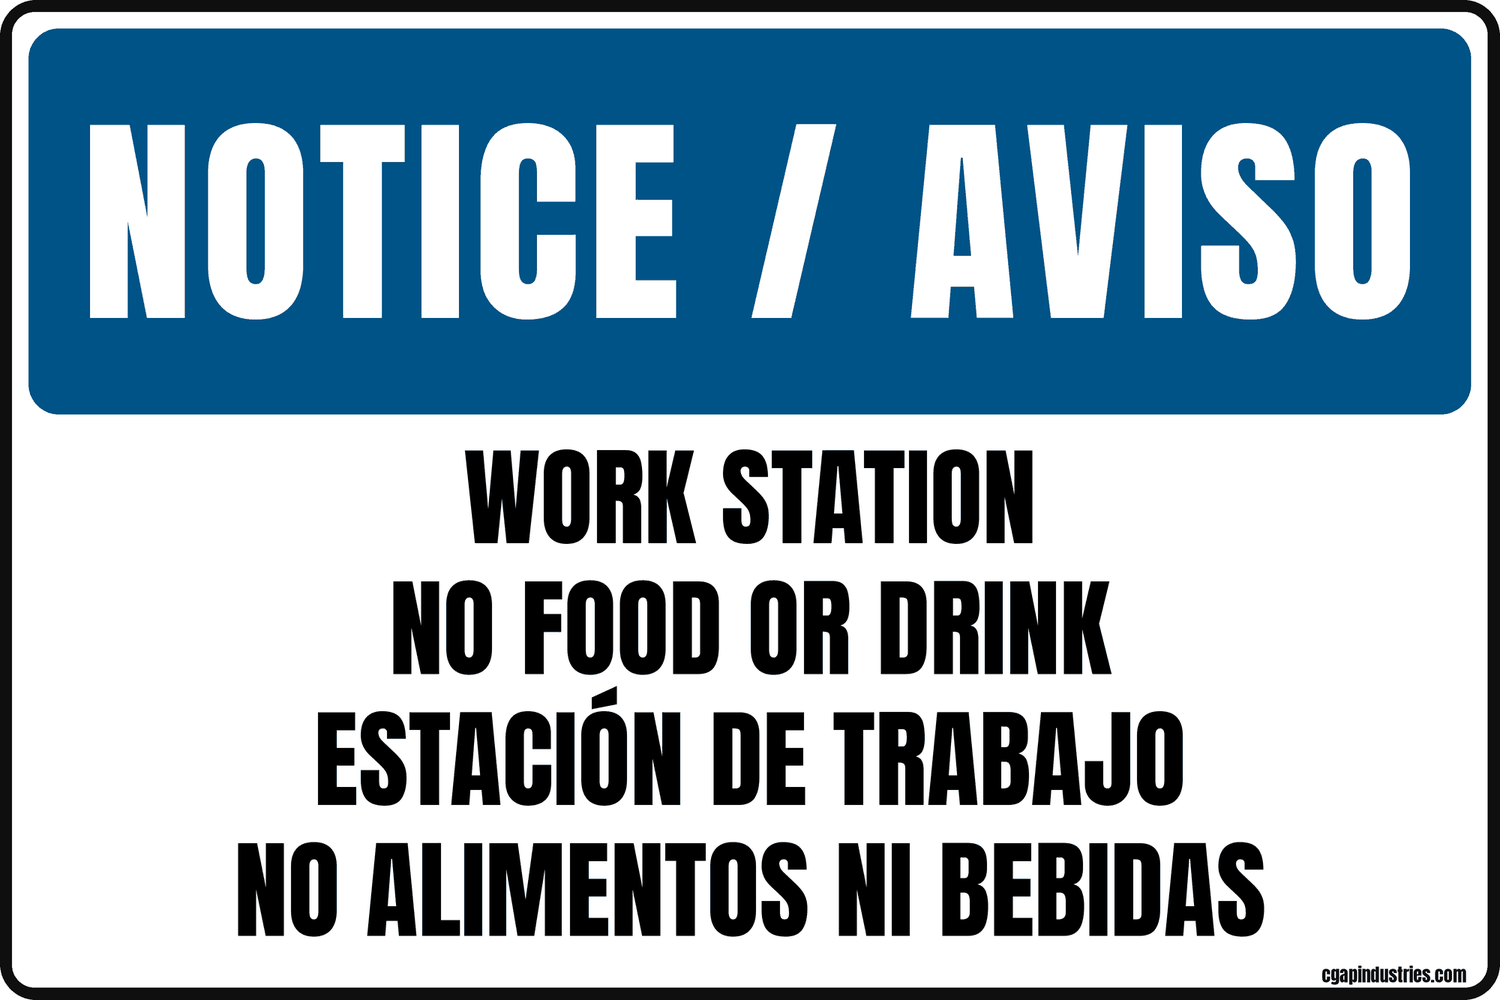 NOTICE / AVISO
WORK STATION
NO FOOD OR DRINK
ESTACIÓN DE TRABAJO
NO ALIMENTOS NI BEBIDAS
cgapindustries.com